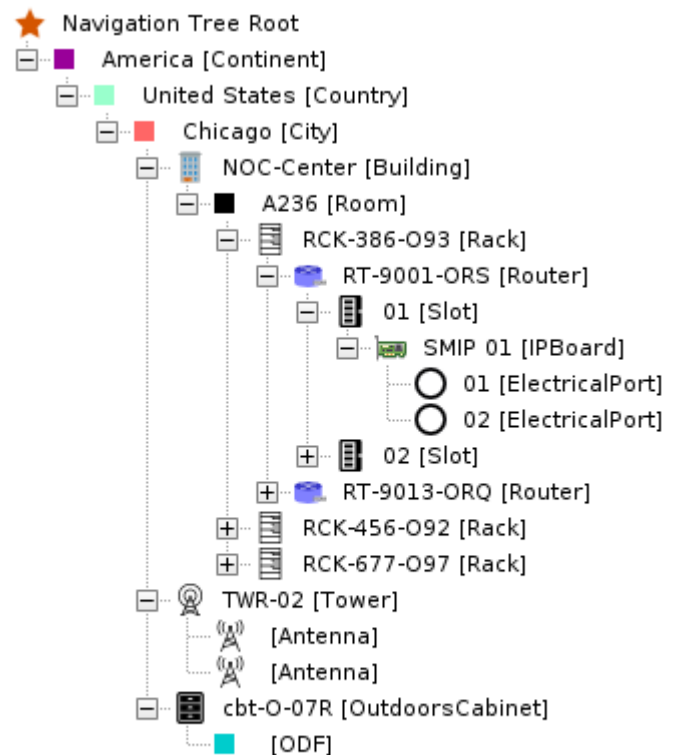 Navigation Tree Root
America [Continent]
United States [Country]
Chicago [City]
NOC-Center [Building]
A236 [Room]
RCK-386-O93 [Rack]
RT-9001-ORS [Router]
01 [Slot]
SMIP 01 [IPBoard]
01 [ElectricalPort]
02 [ElectricalPort]
02 [Slot]
RT-9013-ORQ [Router]
RCK-456-O92 [Rack]
RCK-677-O97 [Rack]
TWR-02 [Tower]
[Antenna]
[Antenna]
cbt-O-07R [OutdoorsCabinet]
[ODF]